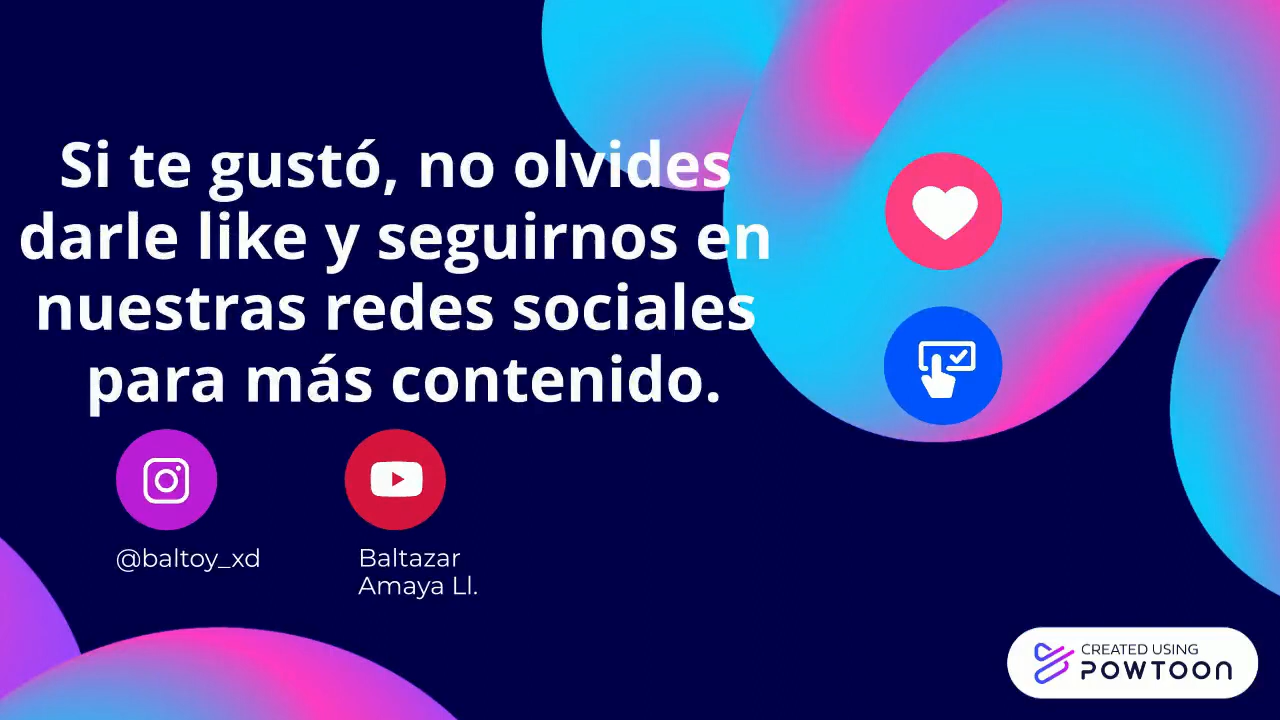 Si te gustó, no olvides
darle like y seguirnos en
nuestras redes sociales
para más contenido.
@baltoy_xd
Baltazar
Amaya Ll.
CREATED USING
POWTOON